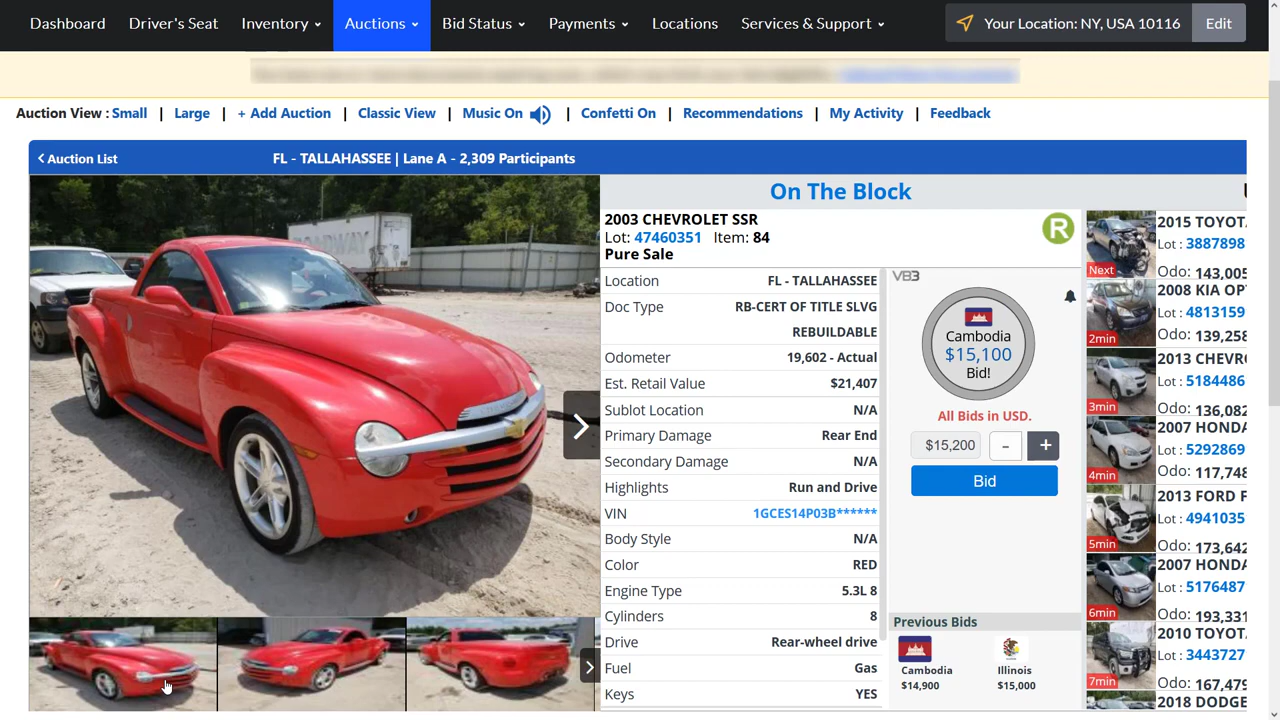 Dashboard Driver's Seat Inventory Auctions Bid Status Payments Locations Services & Support Your Location: NY, USA 10116 Edit
Auction View : Small | Large | + Add Auction | Classic View | Music On | Confetti On | Recommendations | My Activity | Feedback
Auction List FL - TALLAHASSEE | Lane A - 2,309 Participants
On The Block
2003 CHEVROLET SSR
Lot: 47460351 Item: 84
Pure Sale
R
Location FL - TALLAHASSEE
Doc Type RB-CERT OF TITLE SLVG
REBUILDABLE
Odometer 19,602 - Actual
Est. Retail Value $21,407
Sublot Location N/A
Primary Damage Rear End
Secondary Damage N/A
Highlights Run and Drive
VIN 1GCES14P03B******
Body Style N/A
Color RED
Engine Type 5.3L 8
Cylinders 8
Drive Rear-wheel drive
Fuel Gas
Keys YES
VB3
Cambodia
$15,100
Bid!
All Bids in USD.
$15,200 - +
Bid
Previous Bids
Cambodia
$14,900
Illinois
$15,000
2015 TOYOT
Lot : 3887898
Next Odo: 143,005
2008 KIA OP
Lot : 4813159
2min Odo: 139,258
2013 CHEVR
Lot : 5184486
3min Odo: 136,082
2007 HONDA
Lot : 5292869
4min Odo: 117,748
2013 FORD F
Lot : 4941035
5min Odo: 173,642
2007 HONDA
Lot : 5176487
6min Odo: 193,331
2010 TOYOT
Lot : 3443727
7min Odo: 167,479
2018 DODGE